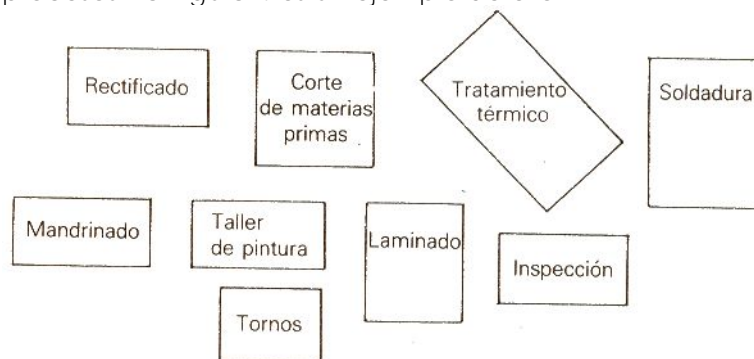 Rectificado
Corte
de materias
primas
Tratamiento
térmico
Soldadura
Mandrinado
Taller
de pintura
Laminado
Inspección
Tornos